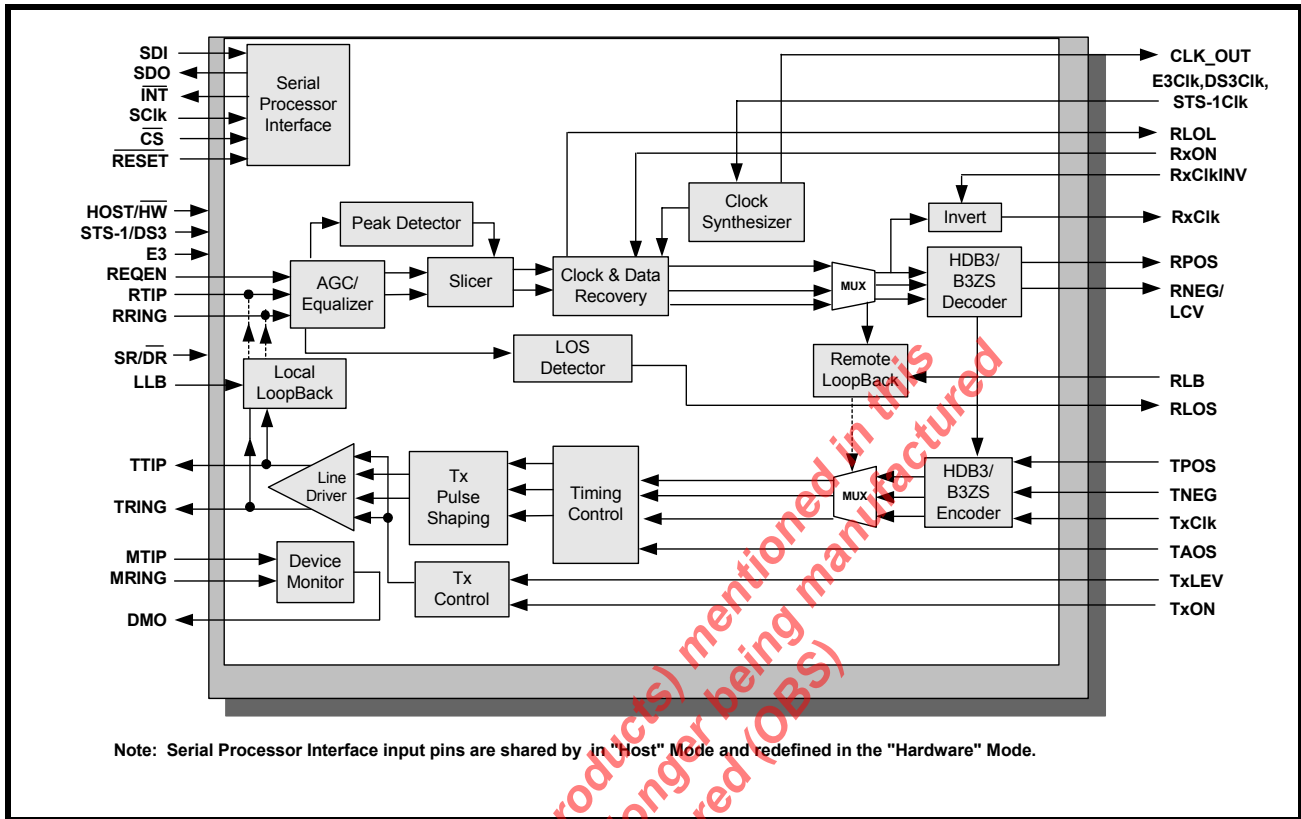 SDI
SDO
INT
SClk
CS
RESET
HOST/HW
STS-1/DS3
E3
REQEN
RTIP
RRING
SR/DR
LLB
TTIP
TRING
MTIP
MRING
DMO
Serial
Processor
Interface
Peak Detector
AGC/
Equalizer
Slicer
Clock & Data
Recovery
Clock
Synthesizer
Invert
MUX
HDB3/
B3ZS
Decoder
LOS
Detector
Remote
LoopBack
Local
LoopBack
Line
Driver
Tx
Pulse
Shaping
Timing
Control
MUX
HDB3/
B3ZS
Encoder
Device
Monitor
Tx
Control
CLK_OUT
E3Clk,DS3Clk,
STS-1Clk
RLOL
RxON
RxClkINV
RxClk
RPOS
RNEG/
LCV
RLB
RLOS
TPOS
TNEG
TxClk
TAOS
TxLEV
TxON
Note: Serial Processor Interface input pins are shared by in "Host" Mode and redefined in the "Hardware" Mode.
roducts) mentioned in this
onger being manufactured
red (OBS)